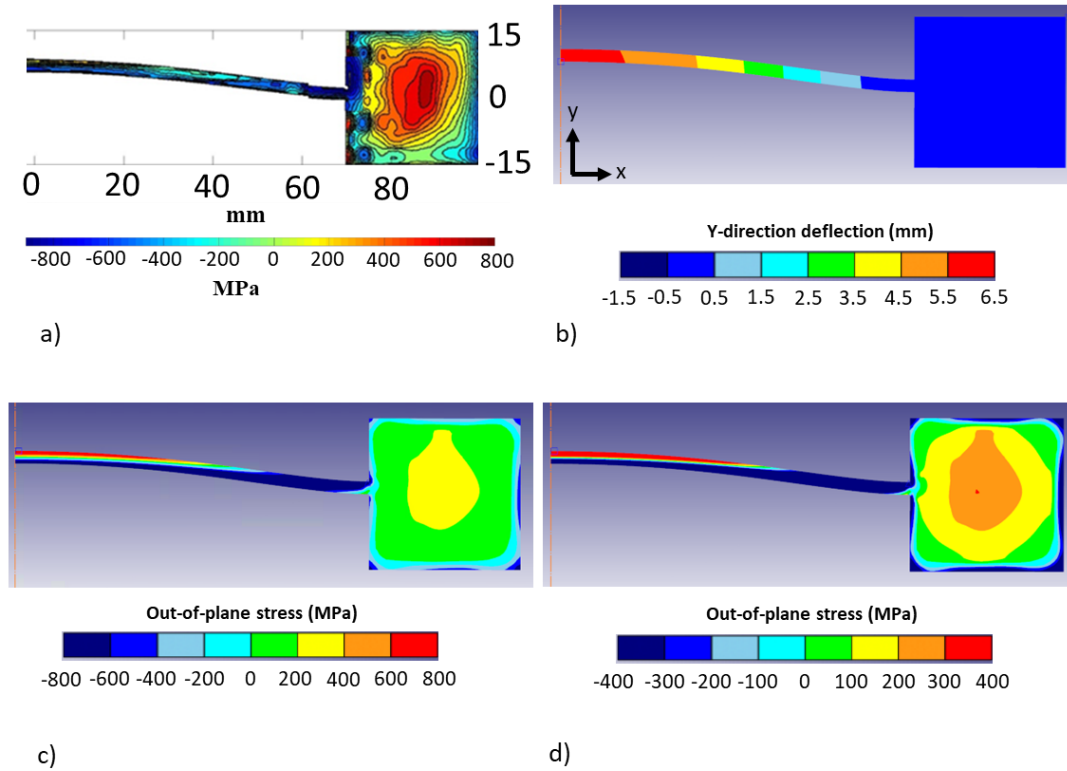 15
0
-15
0 20 40 60 80
mm
-800 -600 -400 -200 0 200 400 600 800
MPa
a)
y
x
Y-direction deflection (mm)
-1.5 -0.5 0.5 1.5 2.5 3.5 4.5 5.5 6.5
b)
Out-of-plane stress (MPa)
-800 -600 -400 -200 0 200 400 600 800
c)
Out-of-plane stress (MPa)
-400 -300 -200 -100 0 100 200 300 400
d)